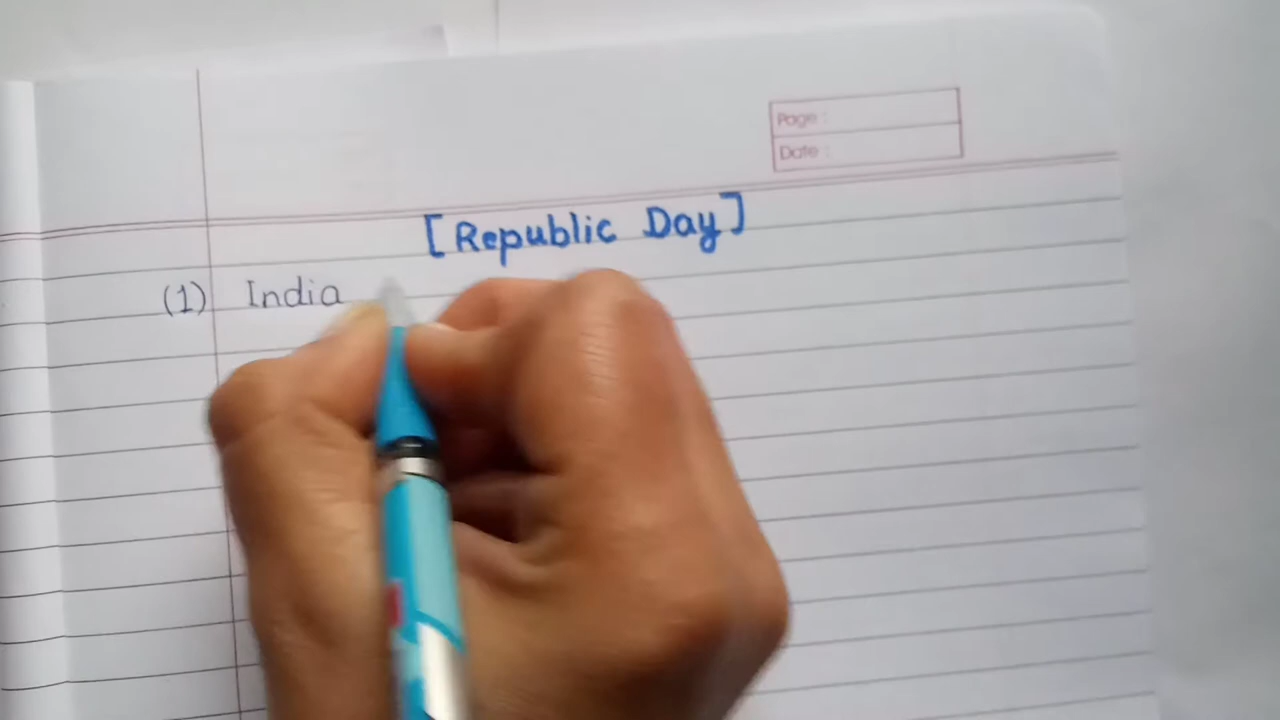 Page :
Date :
[Republic Day]
(1) India